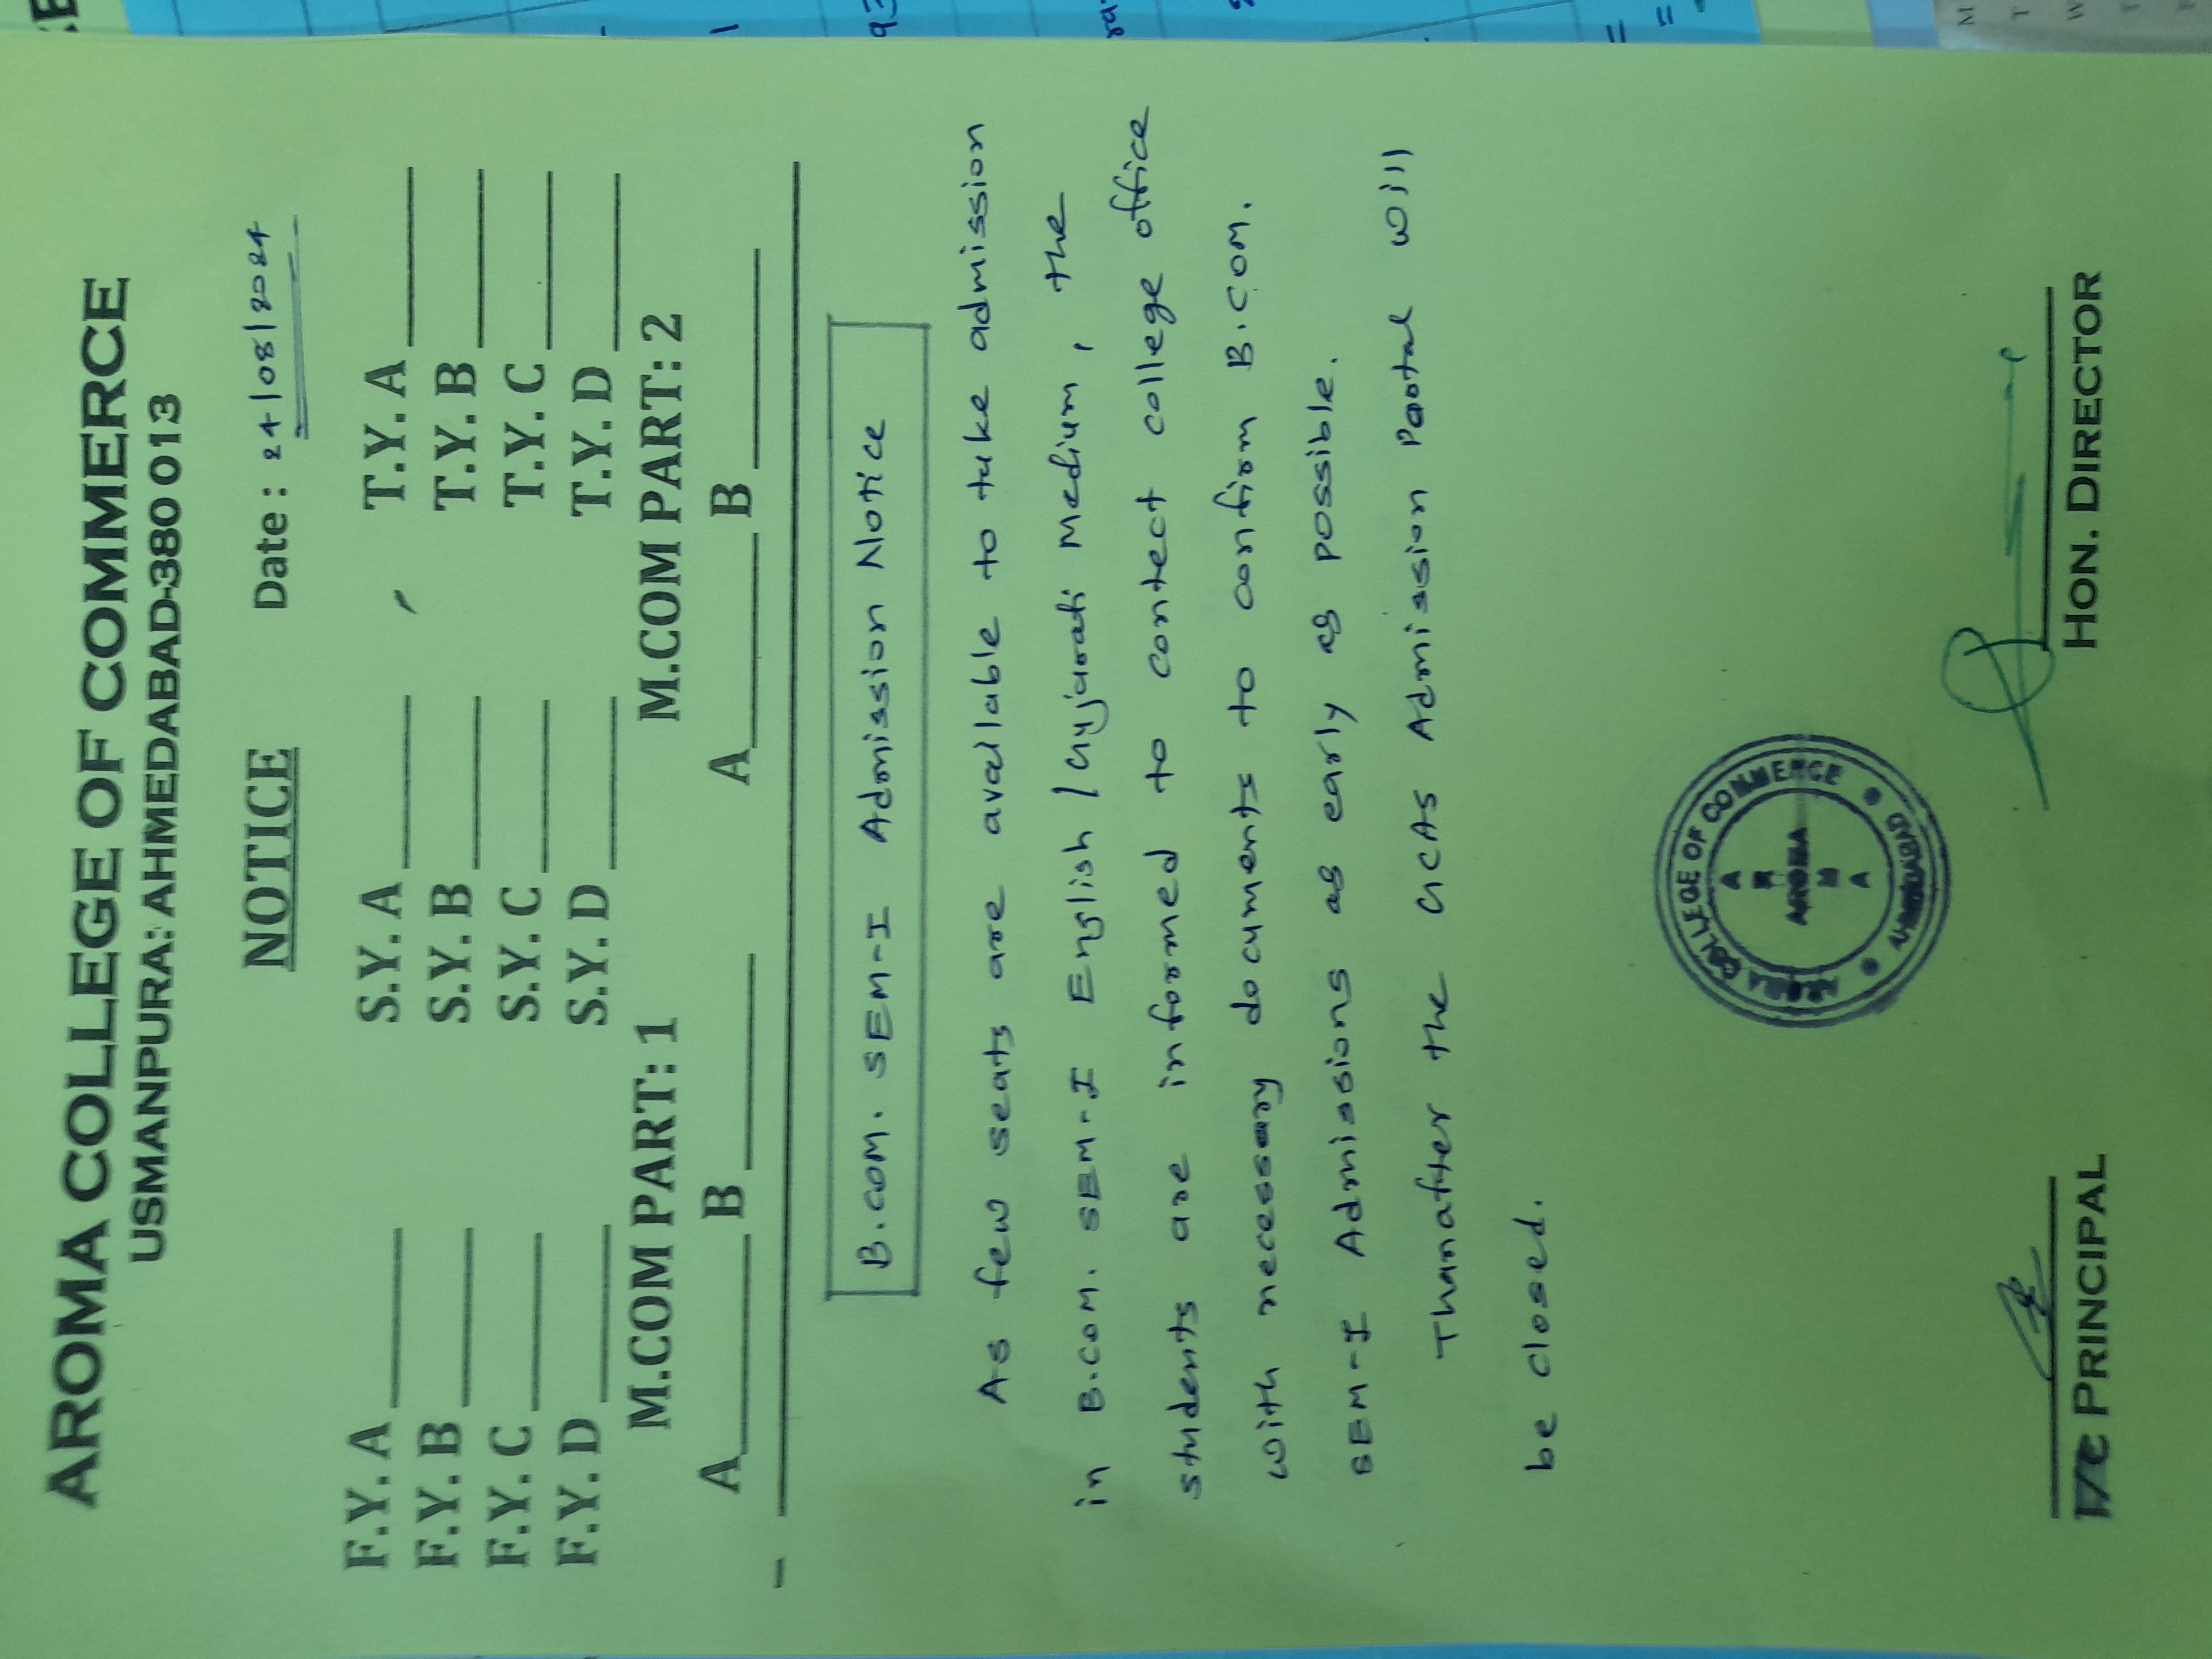 AROMA COLLEGE OF COMMERCE
USMANPURA: AHMEDABAD-380 013
NOTICE Date: 24/08/2024
F.Y. A S.Y. A T.Y. A
F.Y. B S.Y. B T.Y. B
F.Y. C S.Y. C T.Y. C
F.Y. D S.Y. D T.Y. D
M.COM PART: 1 M.COM PART: 2
A B A B
B.COM. SEM-I Admission Notice
As few seats are available to take admission
in B.COM. SEM-I English / Gujarati Medium, the
students are informed to contect college office
with necessary documents to confirm B.COM.
SEM-I Admissions as early as possible.
Thereafter the GCAS Admission Portal will
be closed.
COLLEGE OF COMMERCE
AROMA
AHMEDABAD
I/C PRINCIPAL HON. DIRECTOR